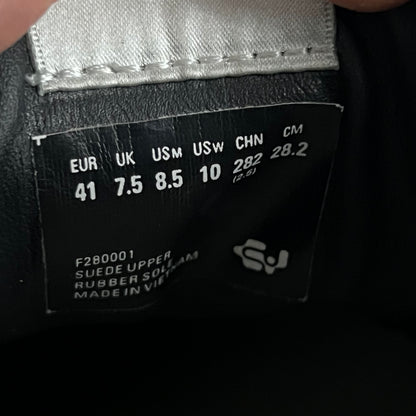 EUR UK USM USW CHN CM
41 7.5 8.5 10 282 28.2
(2.5)
F280001
SUEDE UPPER
RUBBER SOLE
MADE IN VIETNAM